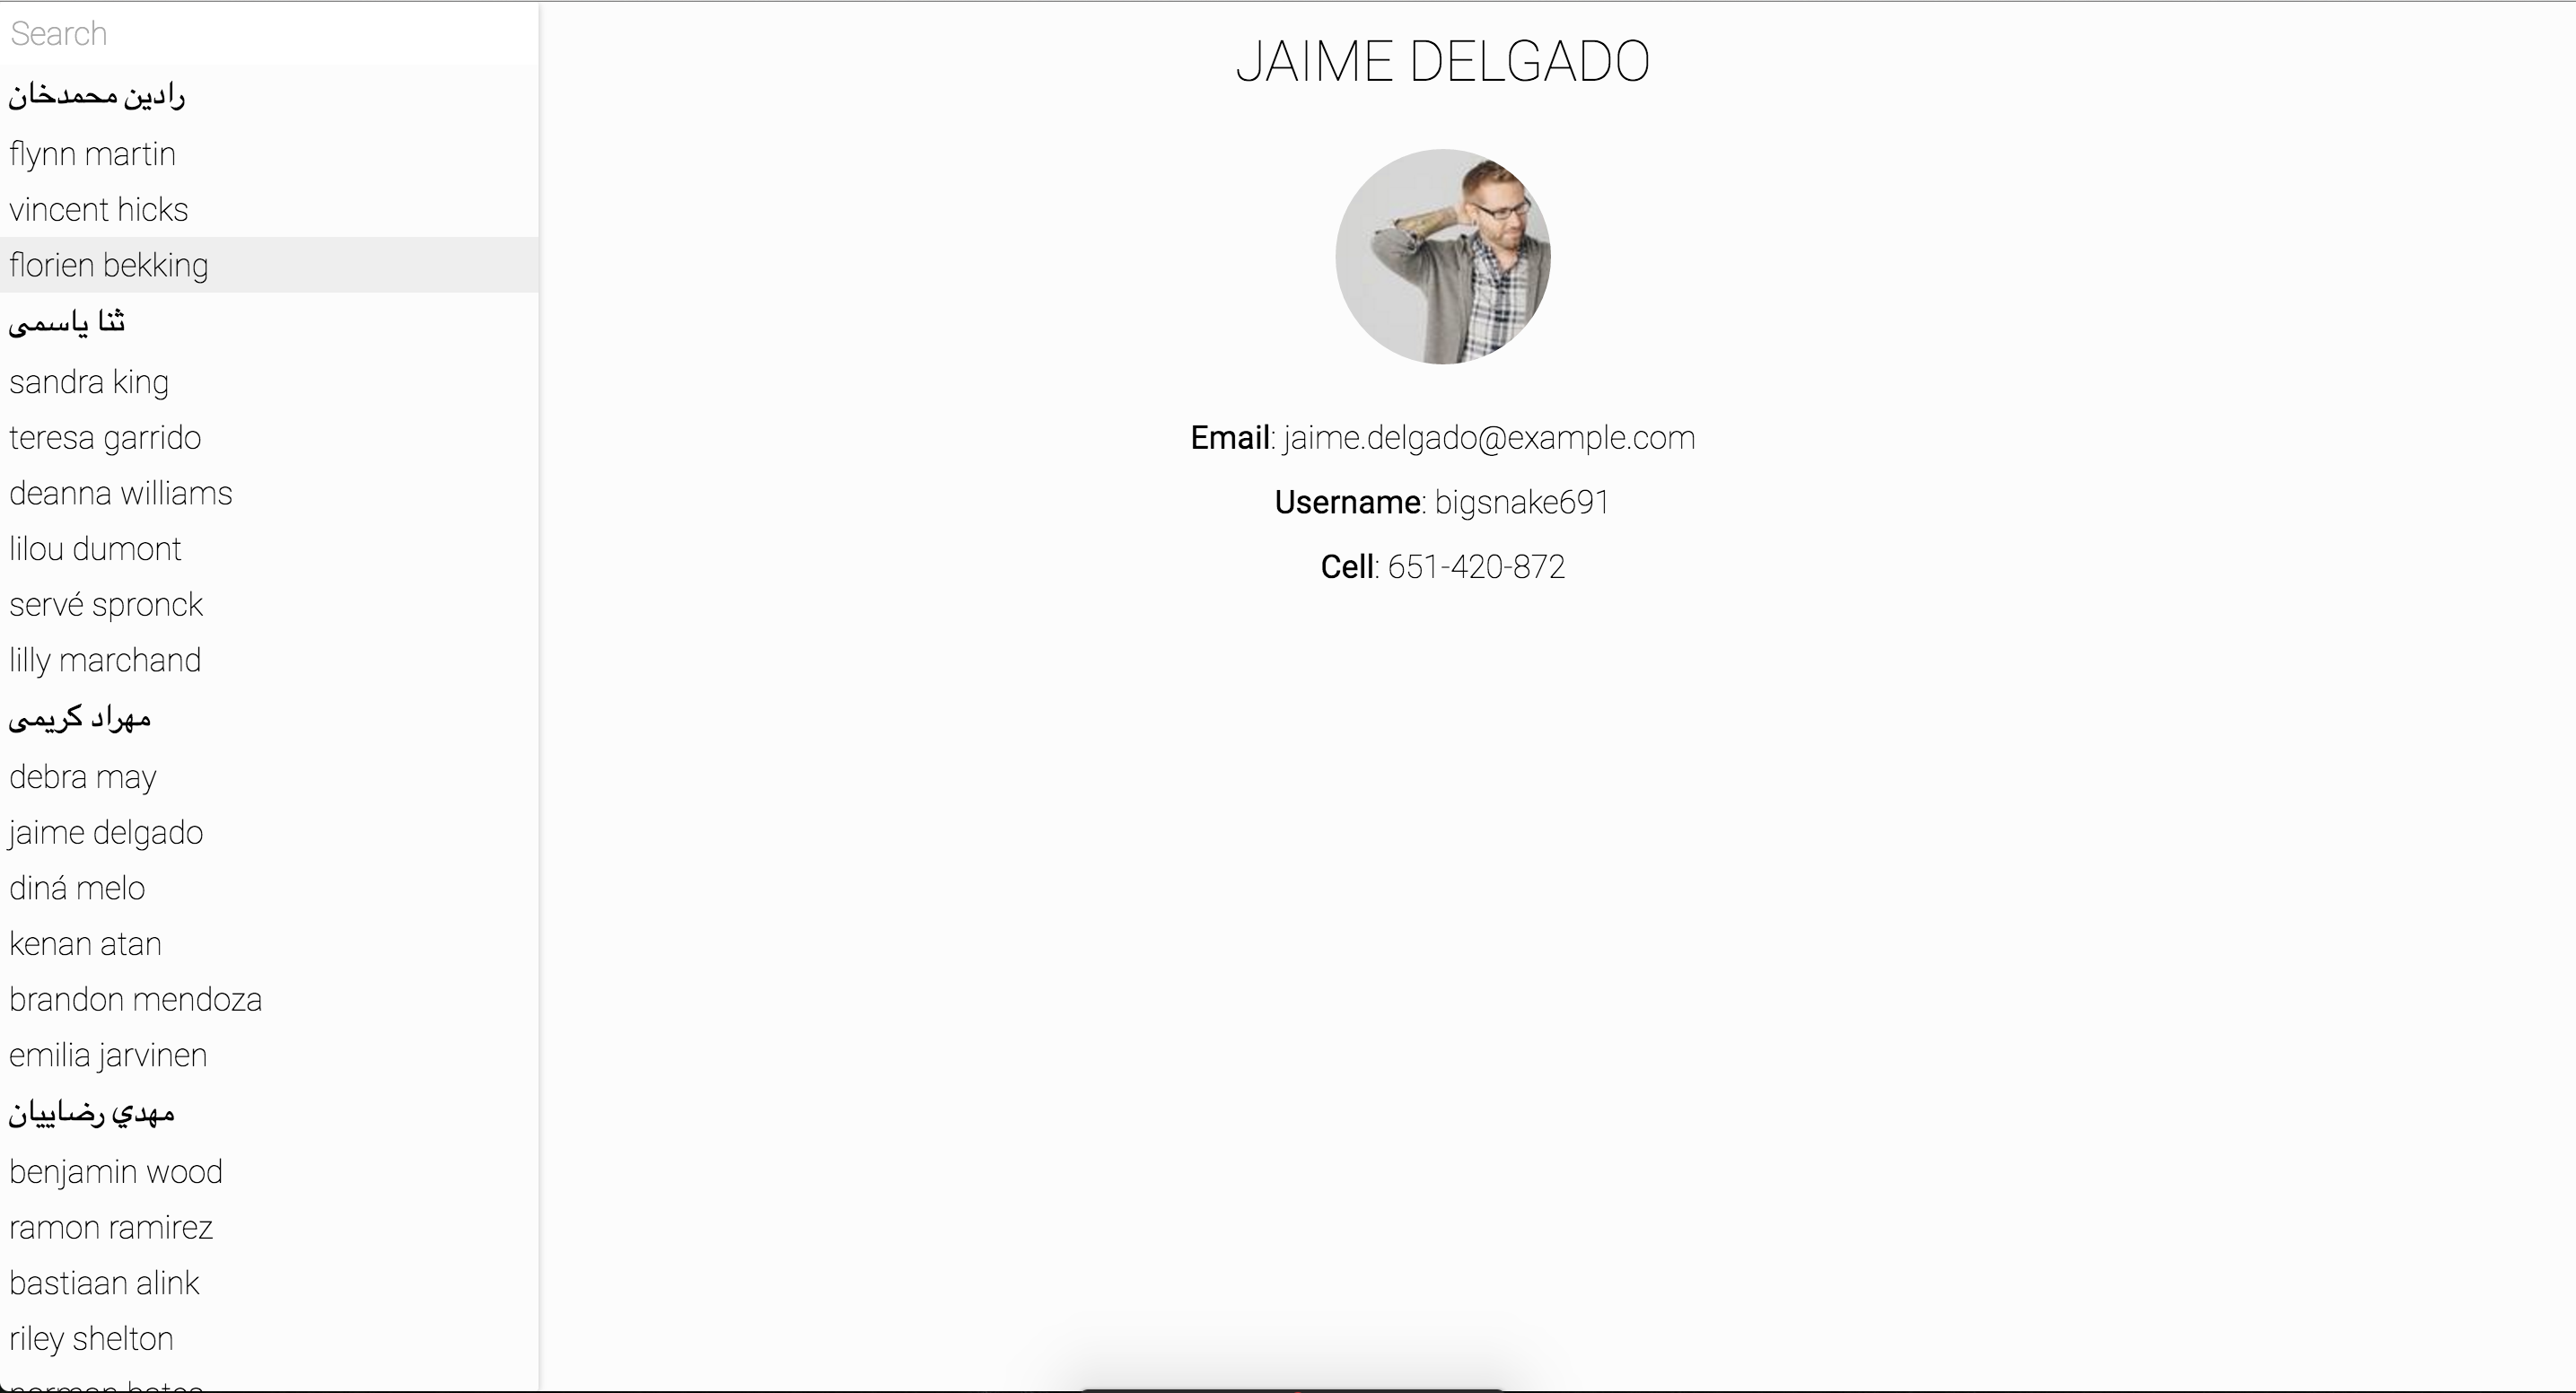 Search
رادین محمدخان
flynn martin
vincent hicks
florien bekking
ثنا یاسمی
sandra king
teresa garrido
deanna williams
lilou dumont
servé spronck
lilly marchand
مهراد کریمی
debra may
jaime delgado
diná melo
kenan atan
brandon mendoza
emilia jarvinen
مهدي رضاییان
benjamin wood
ramon ramirez
bastiaan alink
riley shelton
JAIME DELGADO
Email: jaime.delgado@example.com
Username: bigsnake691
Cell: 651-420-872